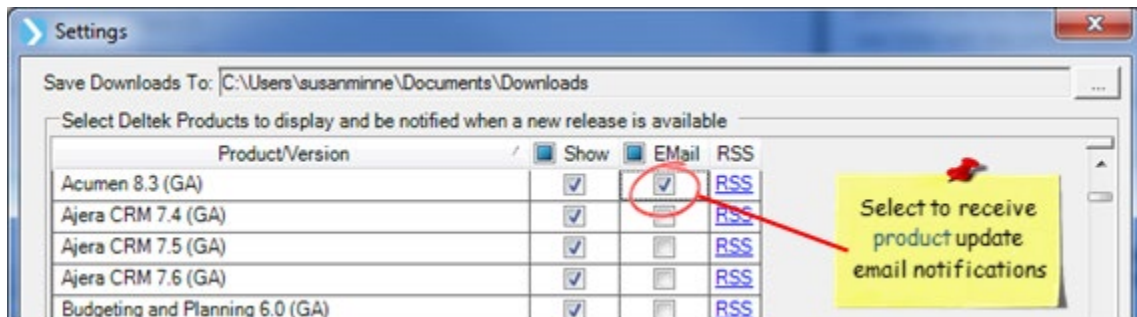 Settings
Save Downloads To: C:\Users\susanminne\Documents\Downloads ...
Select Deltek Products to display and be notified when a new release is available
Product/Version Show EMail RSS
Acumen 8.3 (GA) RSS
Ajera CRM 7.4 (GA) RSS
Ajera CRM 7.5 (GA) RSS
Ajera CRM 7.6 (GA) RSS
Budgeting and Planning 6.0 (GA) RSS
Select to receive
product update
email notifications